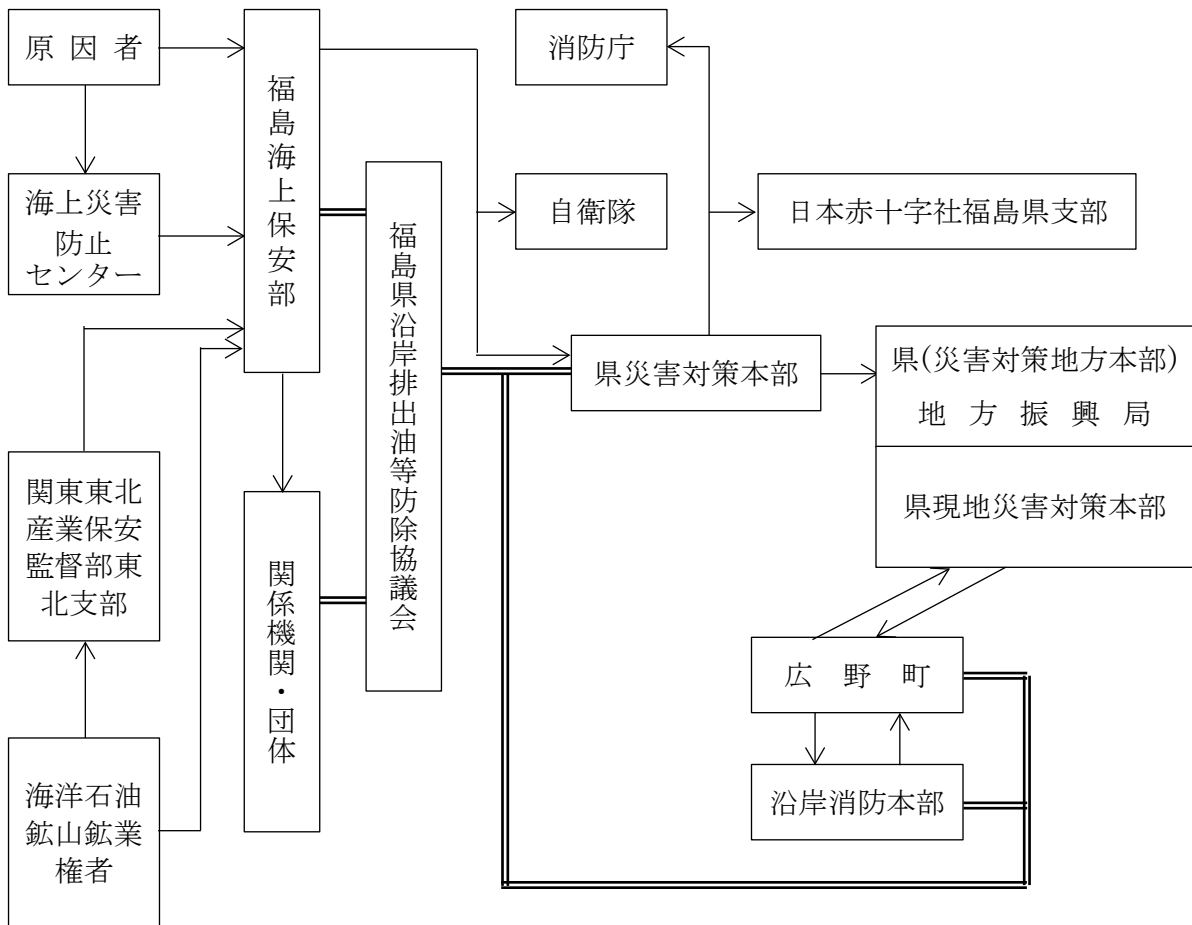 原因者
海上災害
防止
センター
関東東北
産業保安
監督部東
北支部
海洋石油
鉱山鉱業
権者
福島海上保安部
関係機関・団体
福島県沿岸排出油等防除協議会
消防庁
自衛隊
日本赤十字社福島県支部
県災害対策本部
県(災害対策地方本部)
地方振興局
県現地災害対策本部
広野町
沿岸消防本部